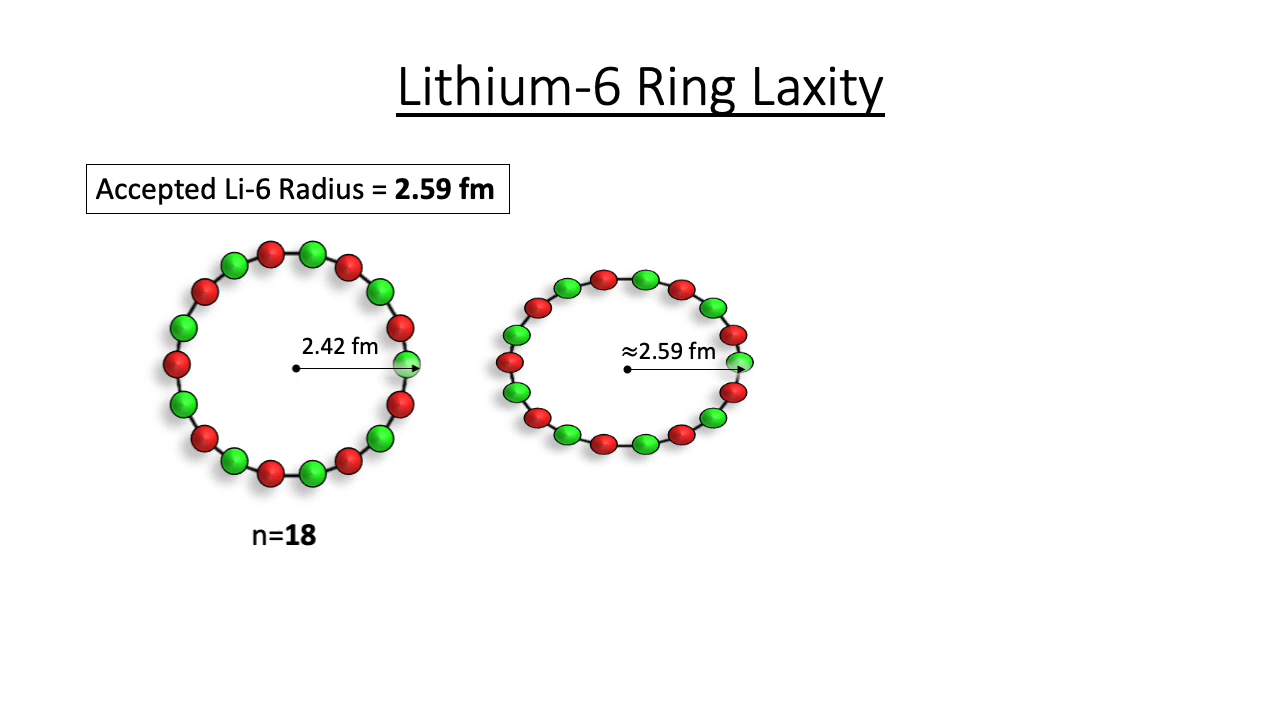 Lithium-6 Ring Laxity
Accepted Li-6 Radius = 2.59 fm
2.42 fm
≈2.59 fm
n=18